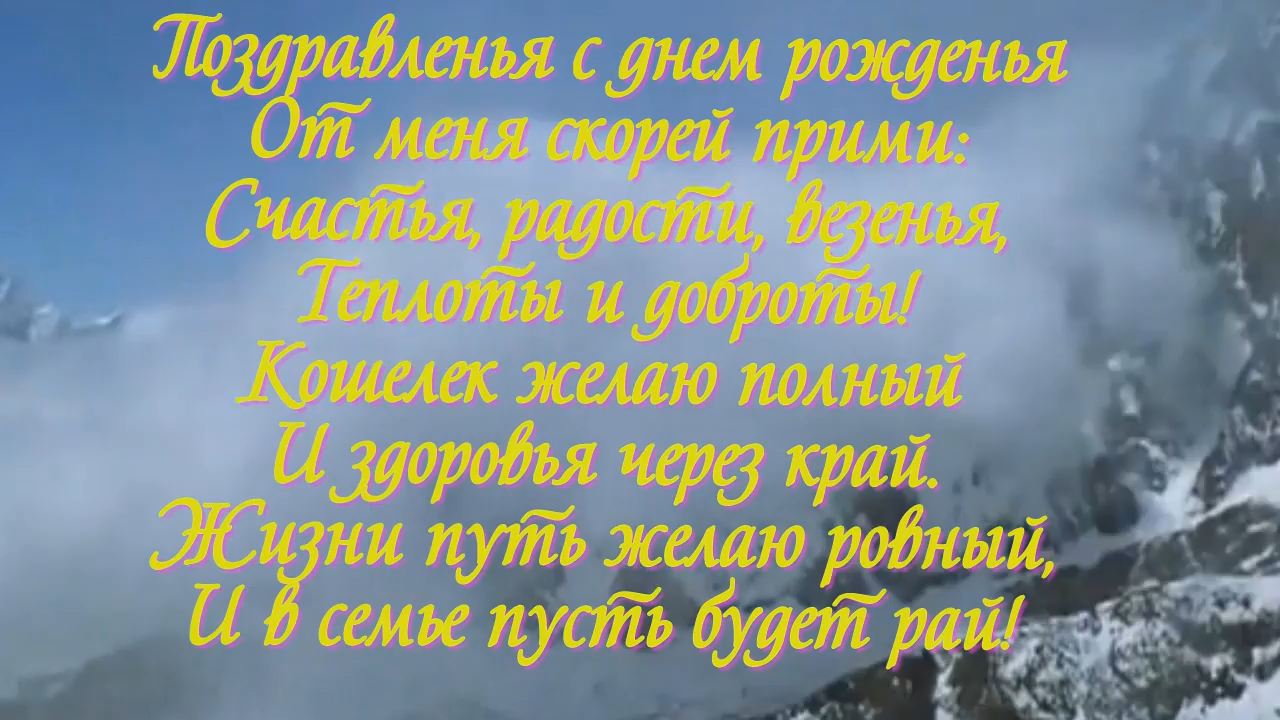 Поздравленья с днем рожденья
От меня скорей прими:
Счастья, радости, везенья,
Теплоты и доброты!
Кошелек желаю полный
И здоровья через край.
Жизни путь желаю ровный,
И в семье пусть будет рай!